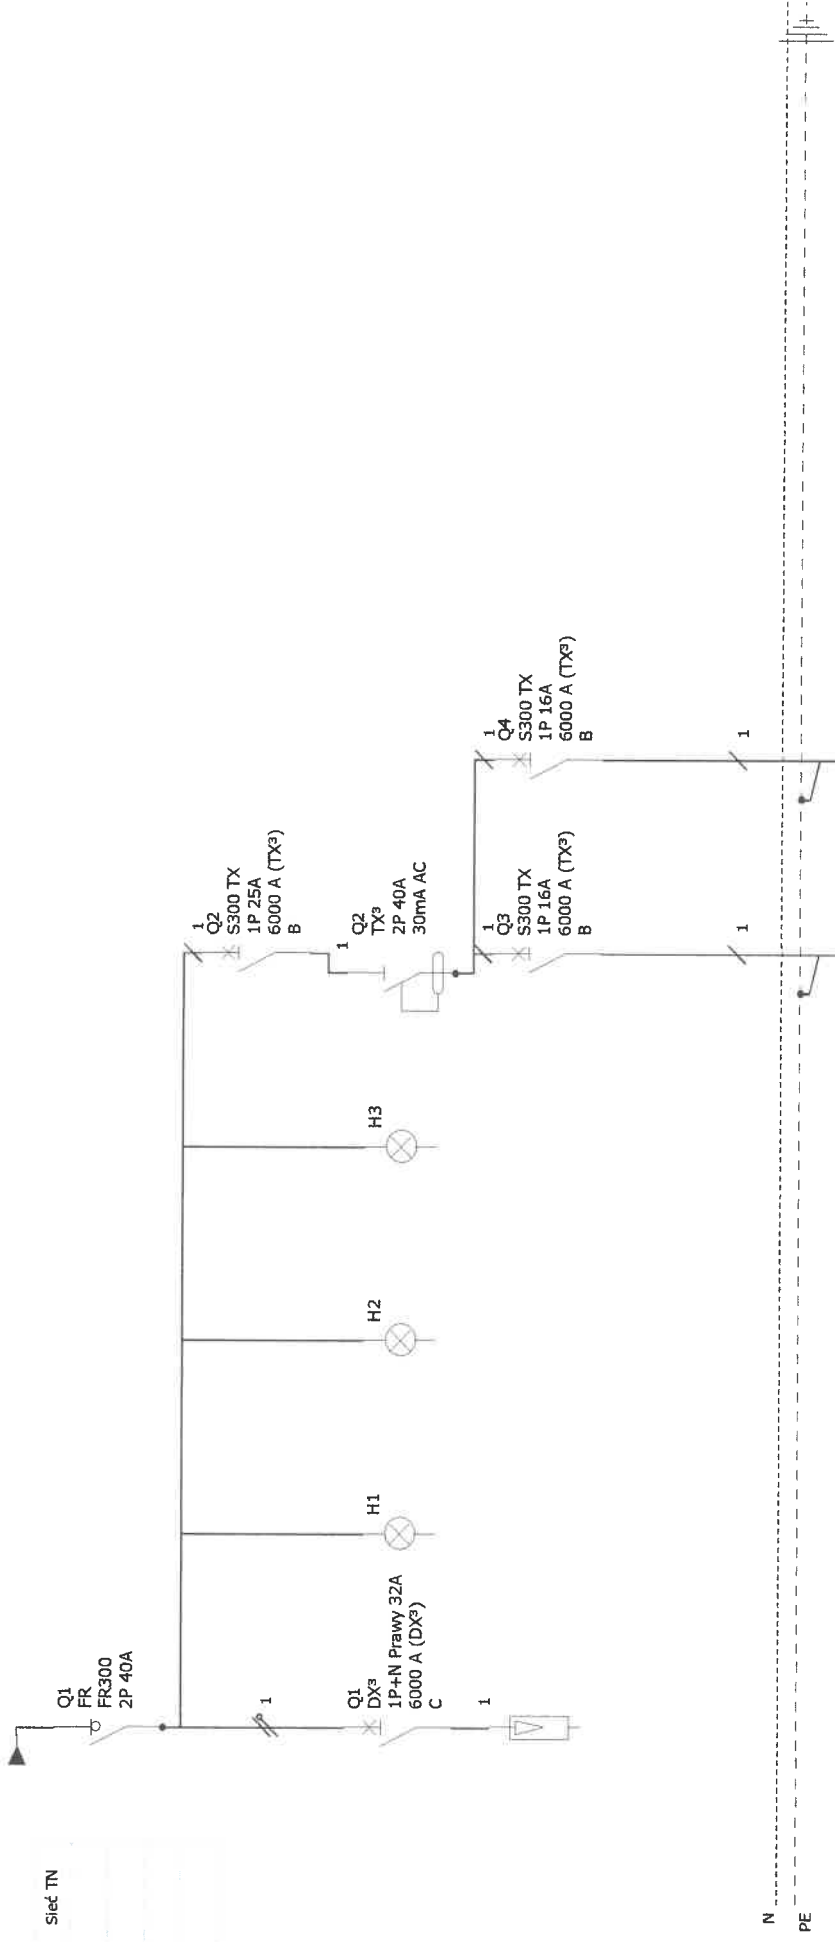 Sieć TN
Q1
FR
FR300
2P 40A
1
Q1
DX³
1P+N Prawy 32A
6000 A (DX³)
C
1
H1
H2
H3
1
Q2
S300 TX
1P 25A
6000 A (TX³)
B
1
Q2
TX³
2P 40A
30mA AC
1
Q3
S300 TX
1P 16A
6000 A (TX³)
B
1
1
Q4
S300 TX
1P 16A
6000 A (TX³)
B
1
N
PE